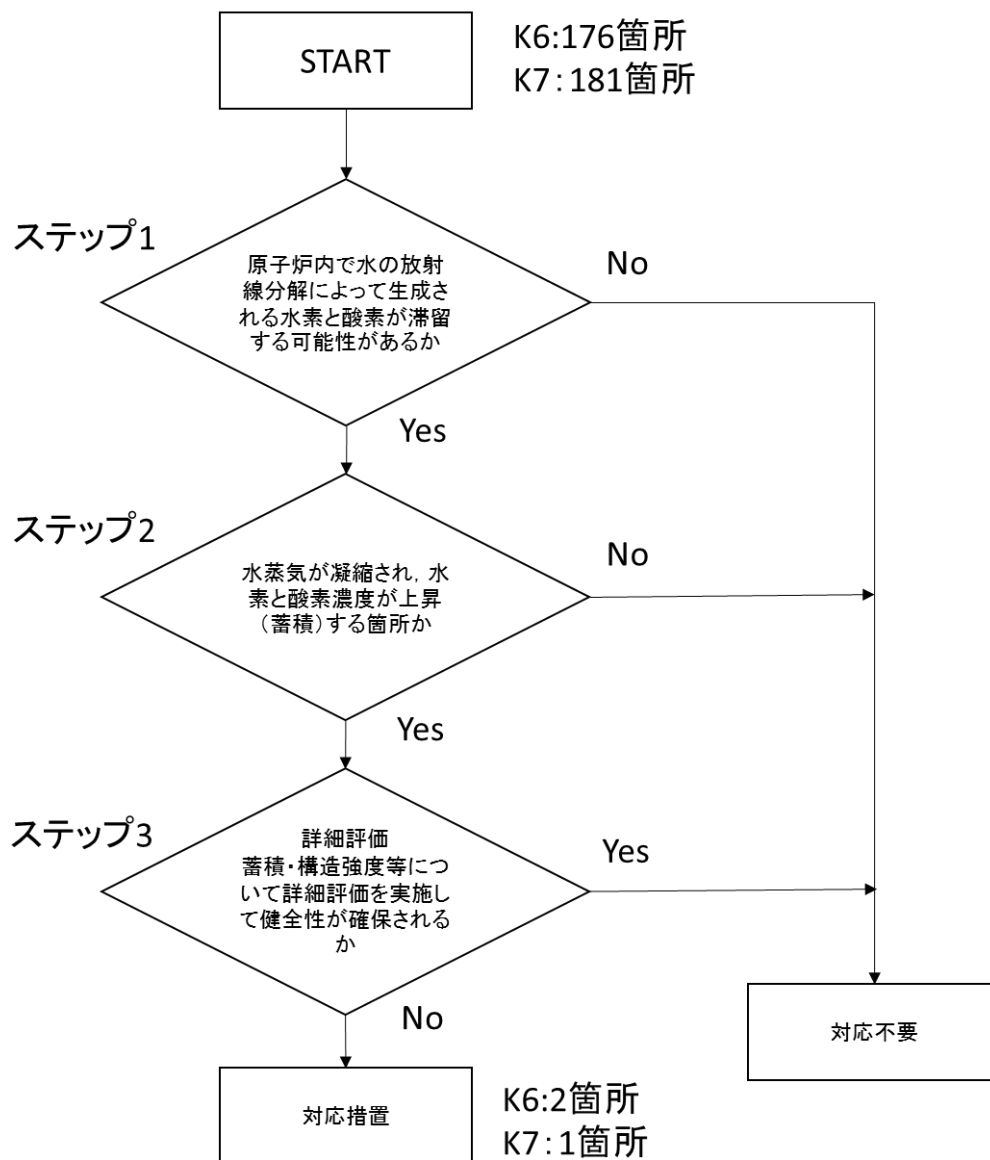 START
K6:176箇所
K7:181箇所
ステップ1
原子炉内で水の放射
線分解によって生成さ
れる水素と酸素が滞留
する可能性があるか
No
Yes
ステップ2
水蒸気が凝縮され，水
素と酸素濃度が上昇
（蓄積）する箇所か
No
Yes
ステップ3
詳細評価
蓄積・構造強度等につ
いて詳細評価を実施し
て健全性が確保される
か
Yes
No
対応不要
対応措置
K6:2箇所
K7:1箇所